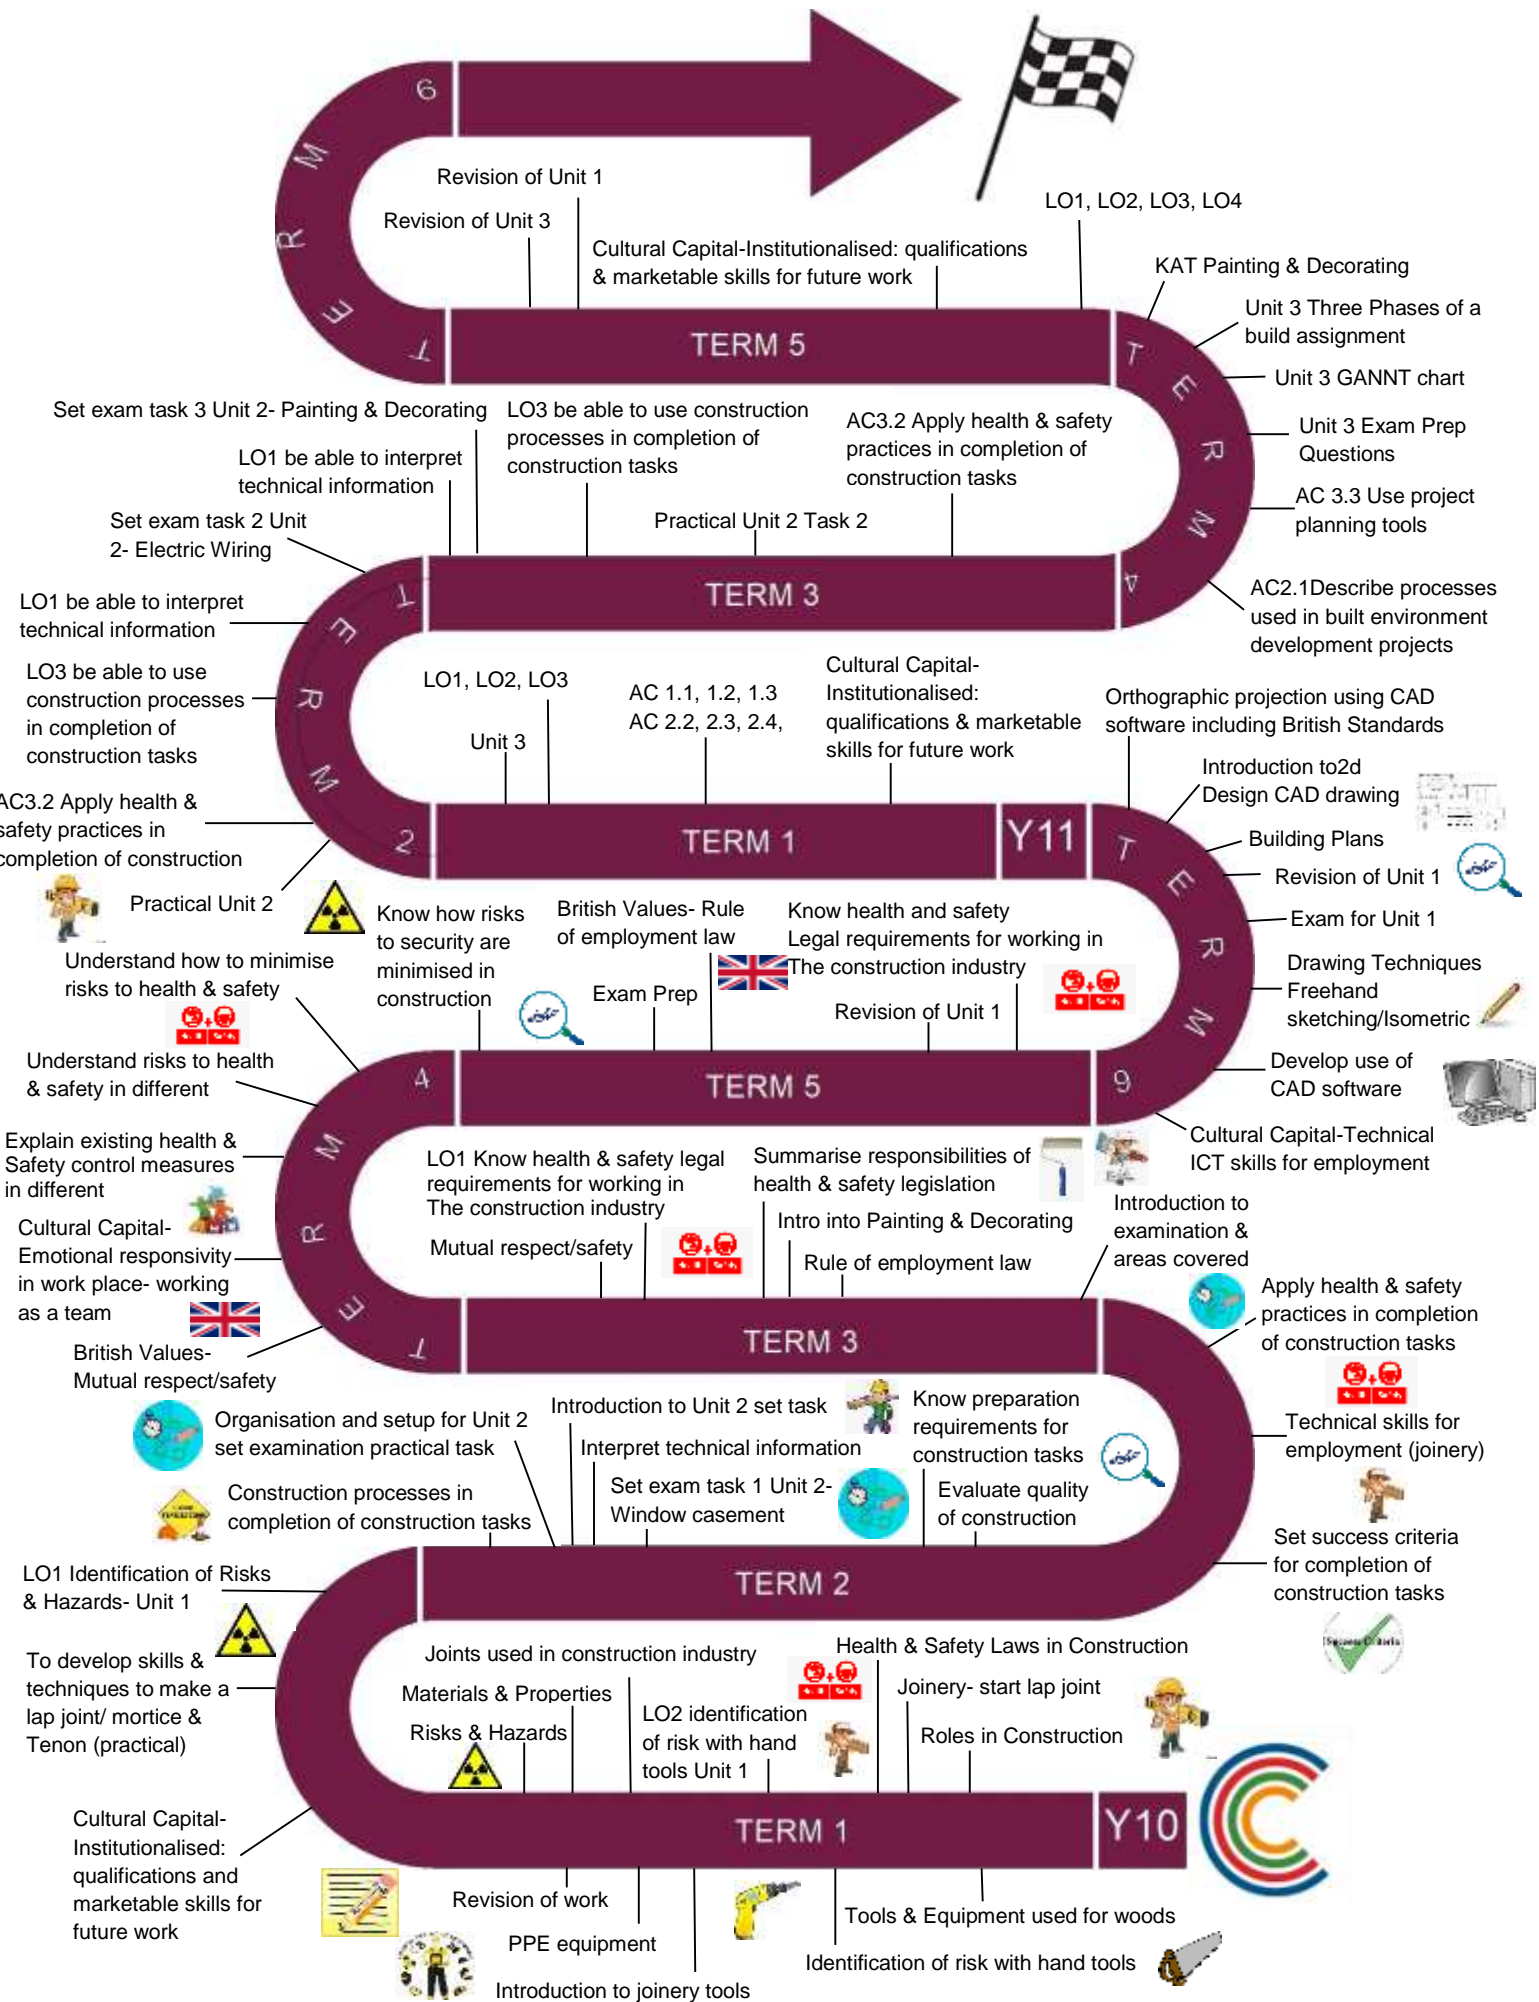 6
TERM
Revision of Unit 1
Revision of Unit 3
Cultural Capital-Institutionalised: qualifications
& marketable skills for future work
LO1, LO2, LO3, LO4
KAT Painting & Decorating
Unit 3 Three Phases of a
build assignment
Unit 3 GANNT chart
Unit 3 Exam Prep
Questions
AC 3.3 Use project
planning tools
AC2.1Describe processes
used in built environment
development projects
TERM 5
TERM
4
Set exam task 3 Unit 2- Painting & Decorating
LO1 be able to interpret
technical information
Set exam task 2 Unit
2- Electric Wiring
LO3 be able to use construction
processes in completion of
construction tasks
Practical Unit 2 Task 2
AC3.2 Apply health & safety
practices in completion of
construction tasks
TERM 3
TERM
2
LO1 be able to interpret
technical information
LO3 be able to use
construction processes
in completion of
construction tasks
AC3.2 Apply health &
safety practices in
completion of construction
Practical Unit 2
LO1, LO2, LO3
Unit 3
AC 1.1, 1.2, 1.3
AC 2.2, 2.3, 2.4,
Cultural Capital-
Institutionalised:
qualifications & marketable
skills for future work
TERM 1
Y11
TERM
6
Orthographic projection using CAD
software including British Standards
Introduction to2d
Design CAD drawing
Building Plans
Revision of Unit 1
Exam for Unit 1
Drawing Techniques
Freehand
sketching/Isometric
Develop use of
CAD software
Cultural Capital-Technical
ICT skills for employment
Know how risks
to security are
minimised in
construction
Exam Prep
British Values- Rule
of employment law
Know health and safety
Legal requirements for working in
The construction industry
Revision of Unit 1
TERM 5
4
TERM
Understand how to minimise
risks to health & safety
Understand risks to health
& safety in different
Explain existing health &
Safety control measures
in different
Cultural Capital-
Emotional responsivity
in work place- working
as a team
British Values-
Mutual respect/safety
LO1 Know health & safety legal
requirements for working in
The construction industry
Mutual respect/safety
Summarise responsibilities of
health & safety legislation
Intro into Painting & Decorating
Rule of employment law
Introduction to
examination &
areas covered
TERM 3
Apply health & safety
practices in completion
of construction tasks
Technical skills for
employment (joinery)
Set success criteria
for completion of
construction tasks
Success Criteria
Organisation and setup for Unit 2
set examination practical task
Construction processes in
completion of construction tasks
Introduction to Unit 2 set task
Interpret technical information
Set exam task 1 Unit 2-
Window casement
Know preparation
requirements for
construction tasks
Evaluate quality
of construction
TERM 2
LO1 Identification of Risks
& Hazards- Unit 1
To develop skills &
techniques to make a
lap joint/ mortice &
Tenon (practical)
Cultural Capital-
Institutionalised:
qualifications and
marketable skills for
future work
Joints used in construction industry
Materials & Properties
Risks & Hazards
LO2 identification
of risk with hand
tools Unit 1
Health & Safety Laws in Construction
Joinery- start lap joint
Roles in Construction
TERM 1
Y10
Revision of work
PPE equipment
Introduction to joinery tools
Tools & Equipment used for woods
Identification of risk with hand tools